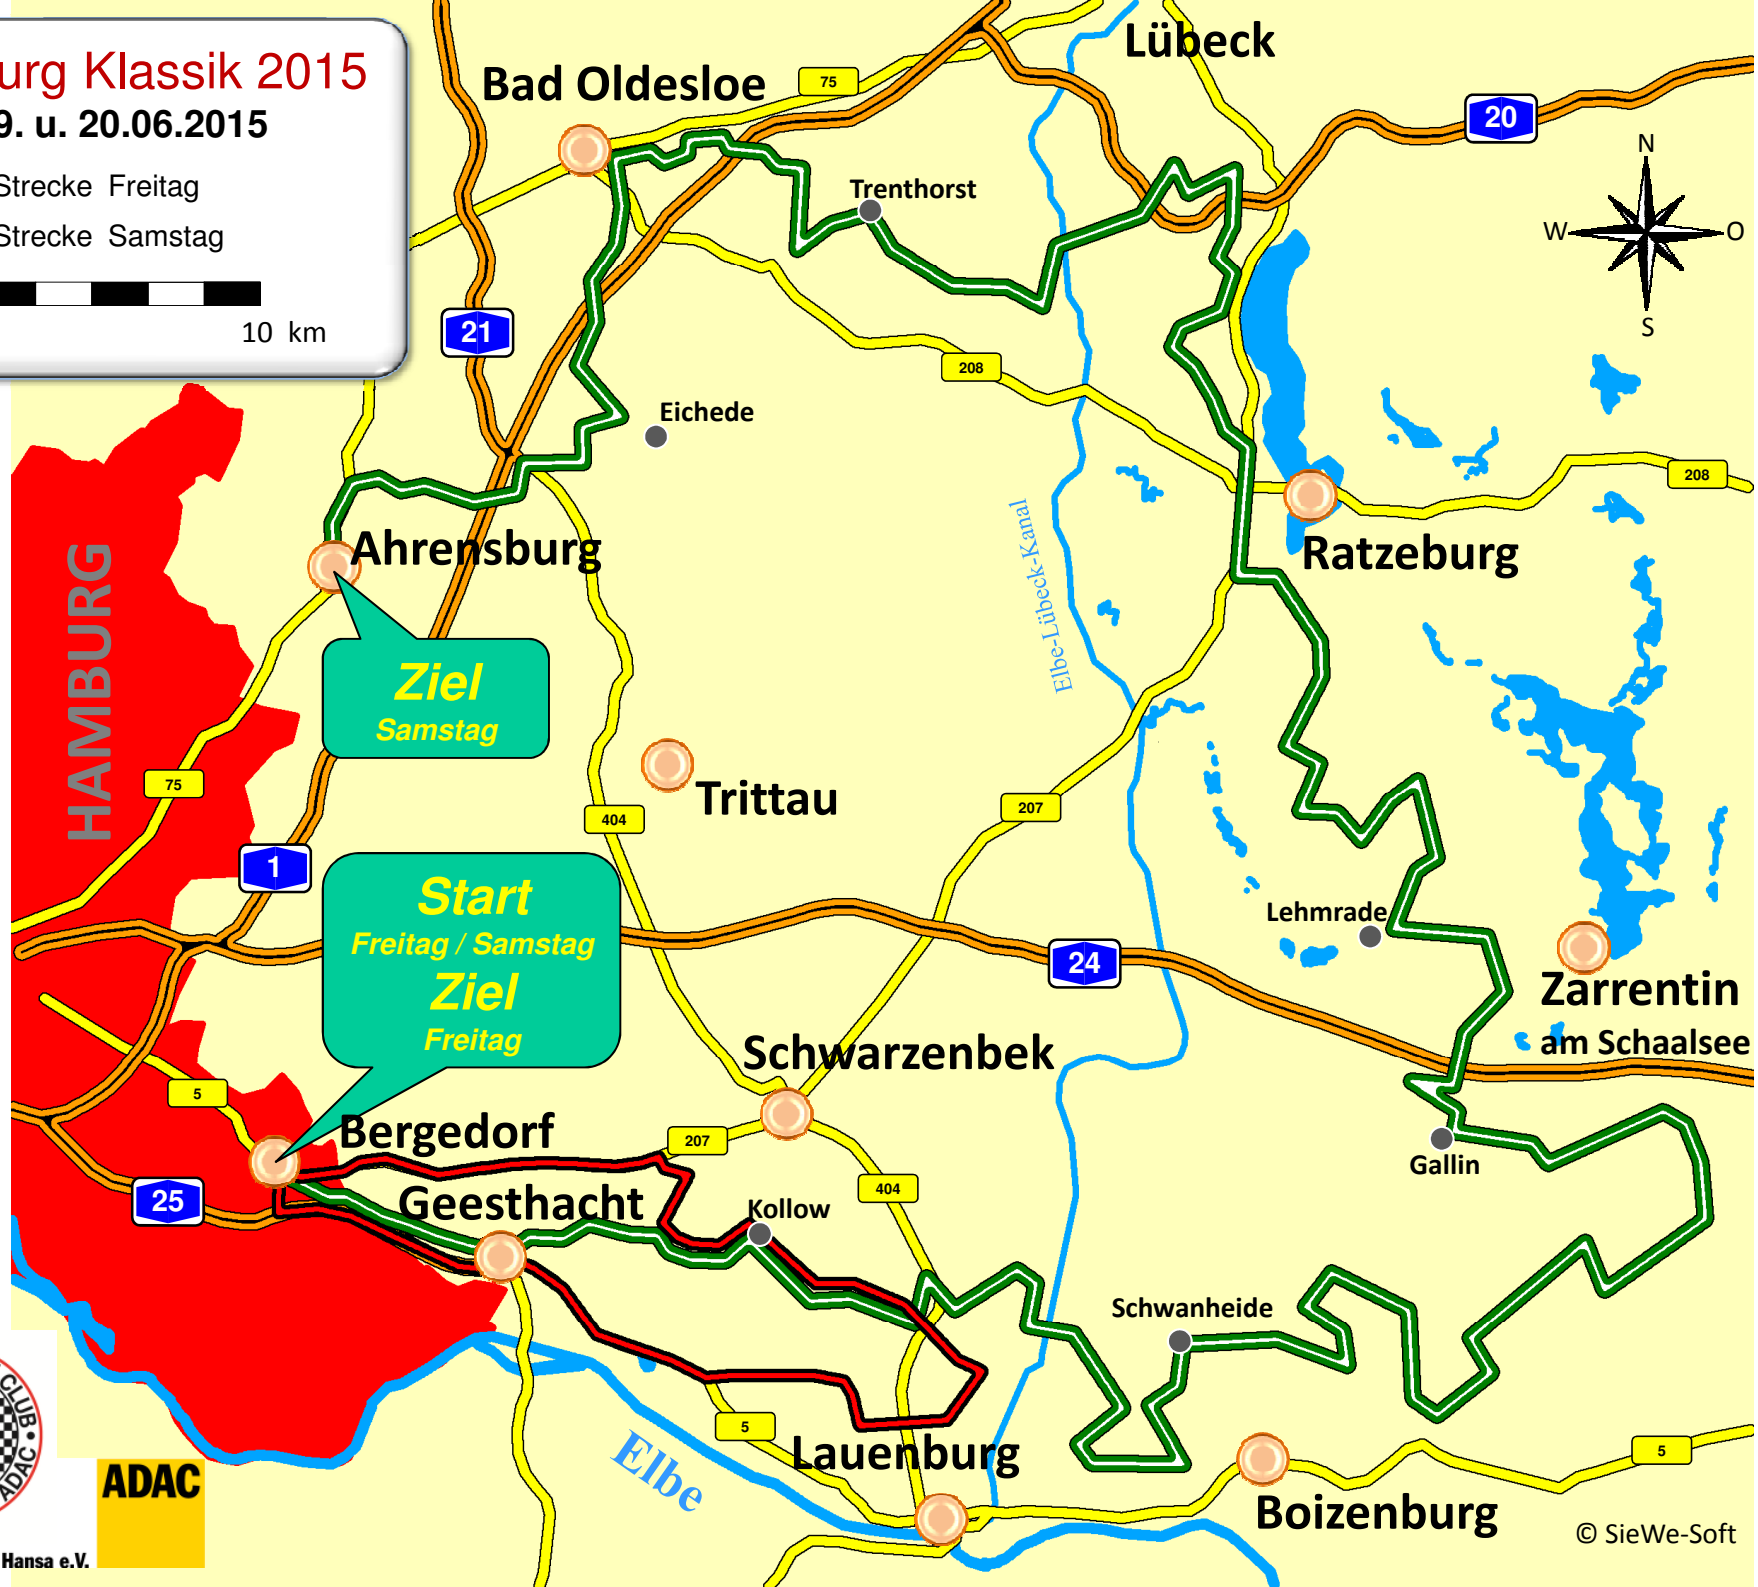 urg Klassik 2015
9. u. 20.06.2015
Strecke Freitag
Strecke Samstag
10 km
Bad Oldesloe
75
Lübeck
20
N
W
O
S
Trenthorst
21
208
Eichede
208
Ratzeburg
Elbe-Lübeck-Kanal
Ahrensburg
HAMBURG
Ziel
Samstag
75
Trittau
404
207
1
Start
Freitag / Samstag
Ziel
Freitag
Lehmrade
24
Zarrentin
am Schaalsee
Schwarzenbek
5
Bergedorf
207
Gallin
25
Geesthacht
404
Kollow
Schwanheide
5
Lauenburg
Elbe
5
Boizenburg
© SieWe-Soft
CLUB • ADAC
ADAC
Hansa e.V.